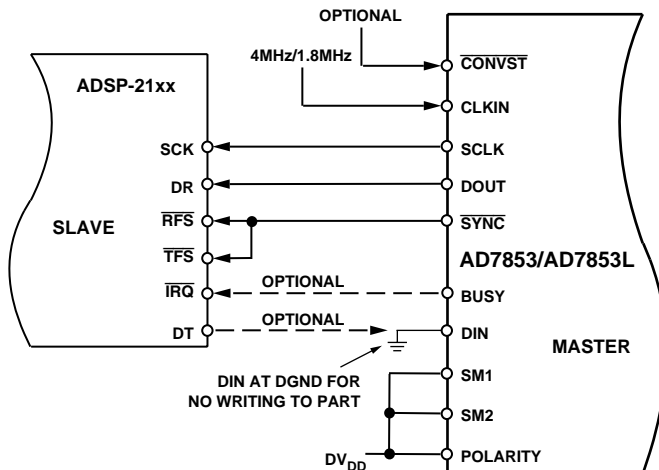 OPTIONAL
4MHz/1.8MHz
ADSP-21xx
CONVST
CLKIN
SCK
SCLK
DR
DOUT
RFS
SYNC
SLAVE
AD7853/AD7853L
TFS
IRQ
OPTIONAL
BUSY
DT
OPTIONAL
DIN
MASTER
DIN AT DGND FOR
NO WRITING TO PART
SM1
SM2
DVDD
POLARITY